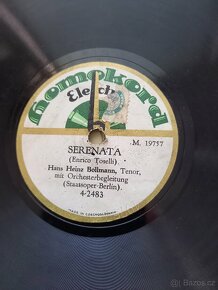 Homokord
Electr
M. 19757
SERENATA
(Enrico Toselli)
Hans Heinz Bollmann, Tenor,
mit Orchesterbegleitung
(Staatsoper-Berlin).
4-2483
MADE IN CZECHOSLOVAKIA
Bazoš.cz